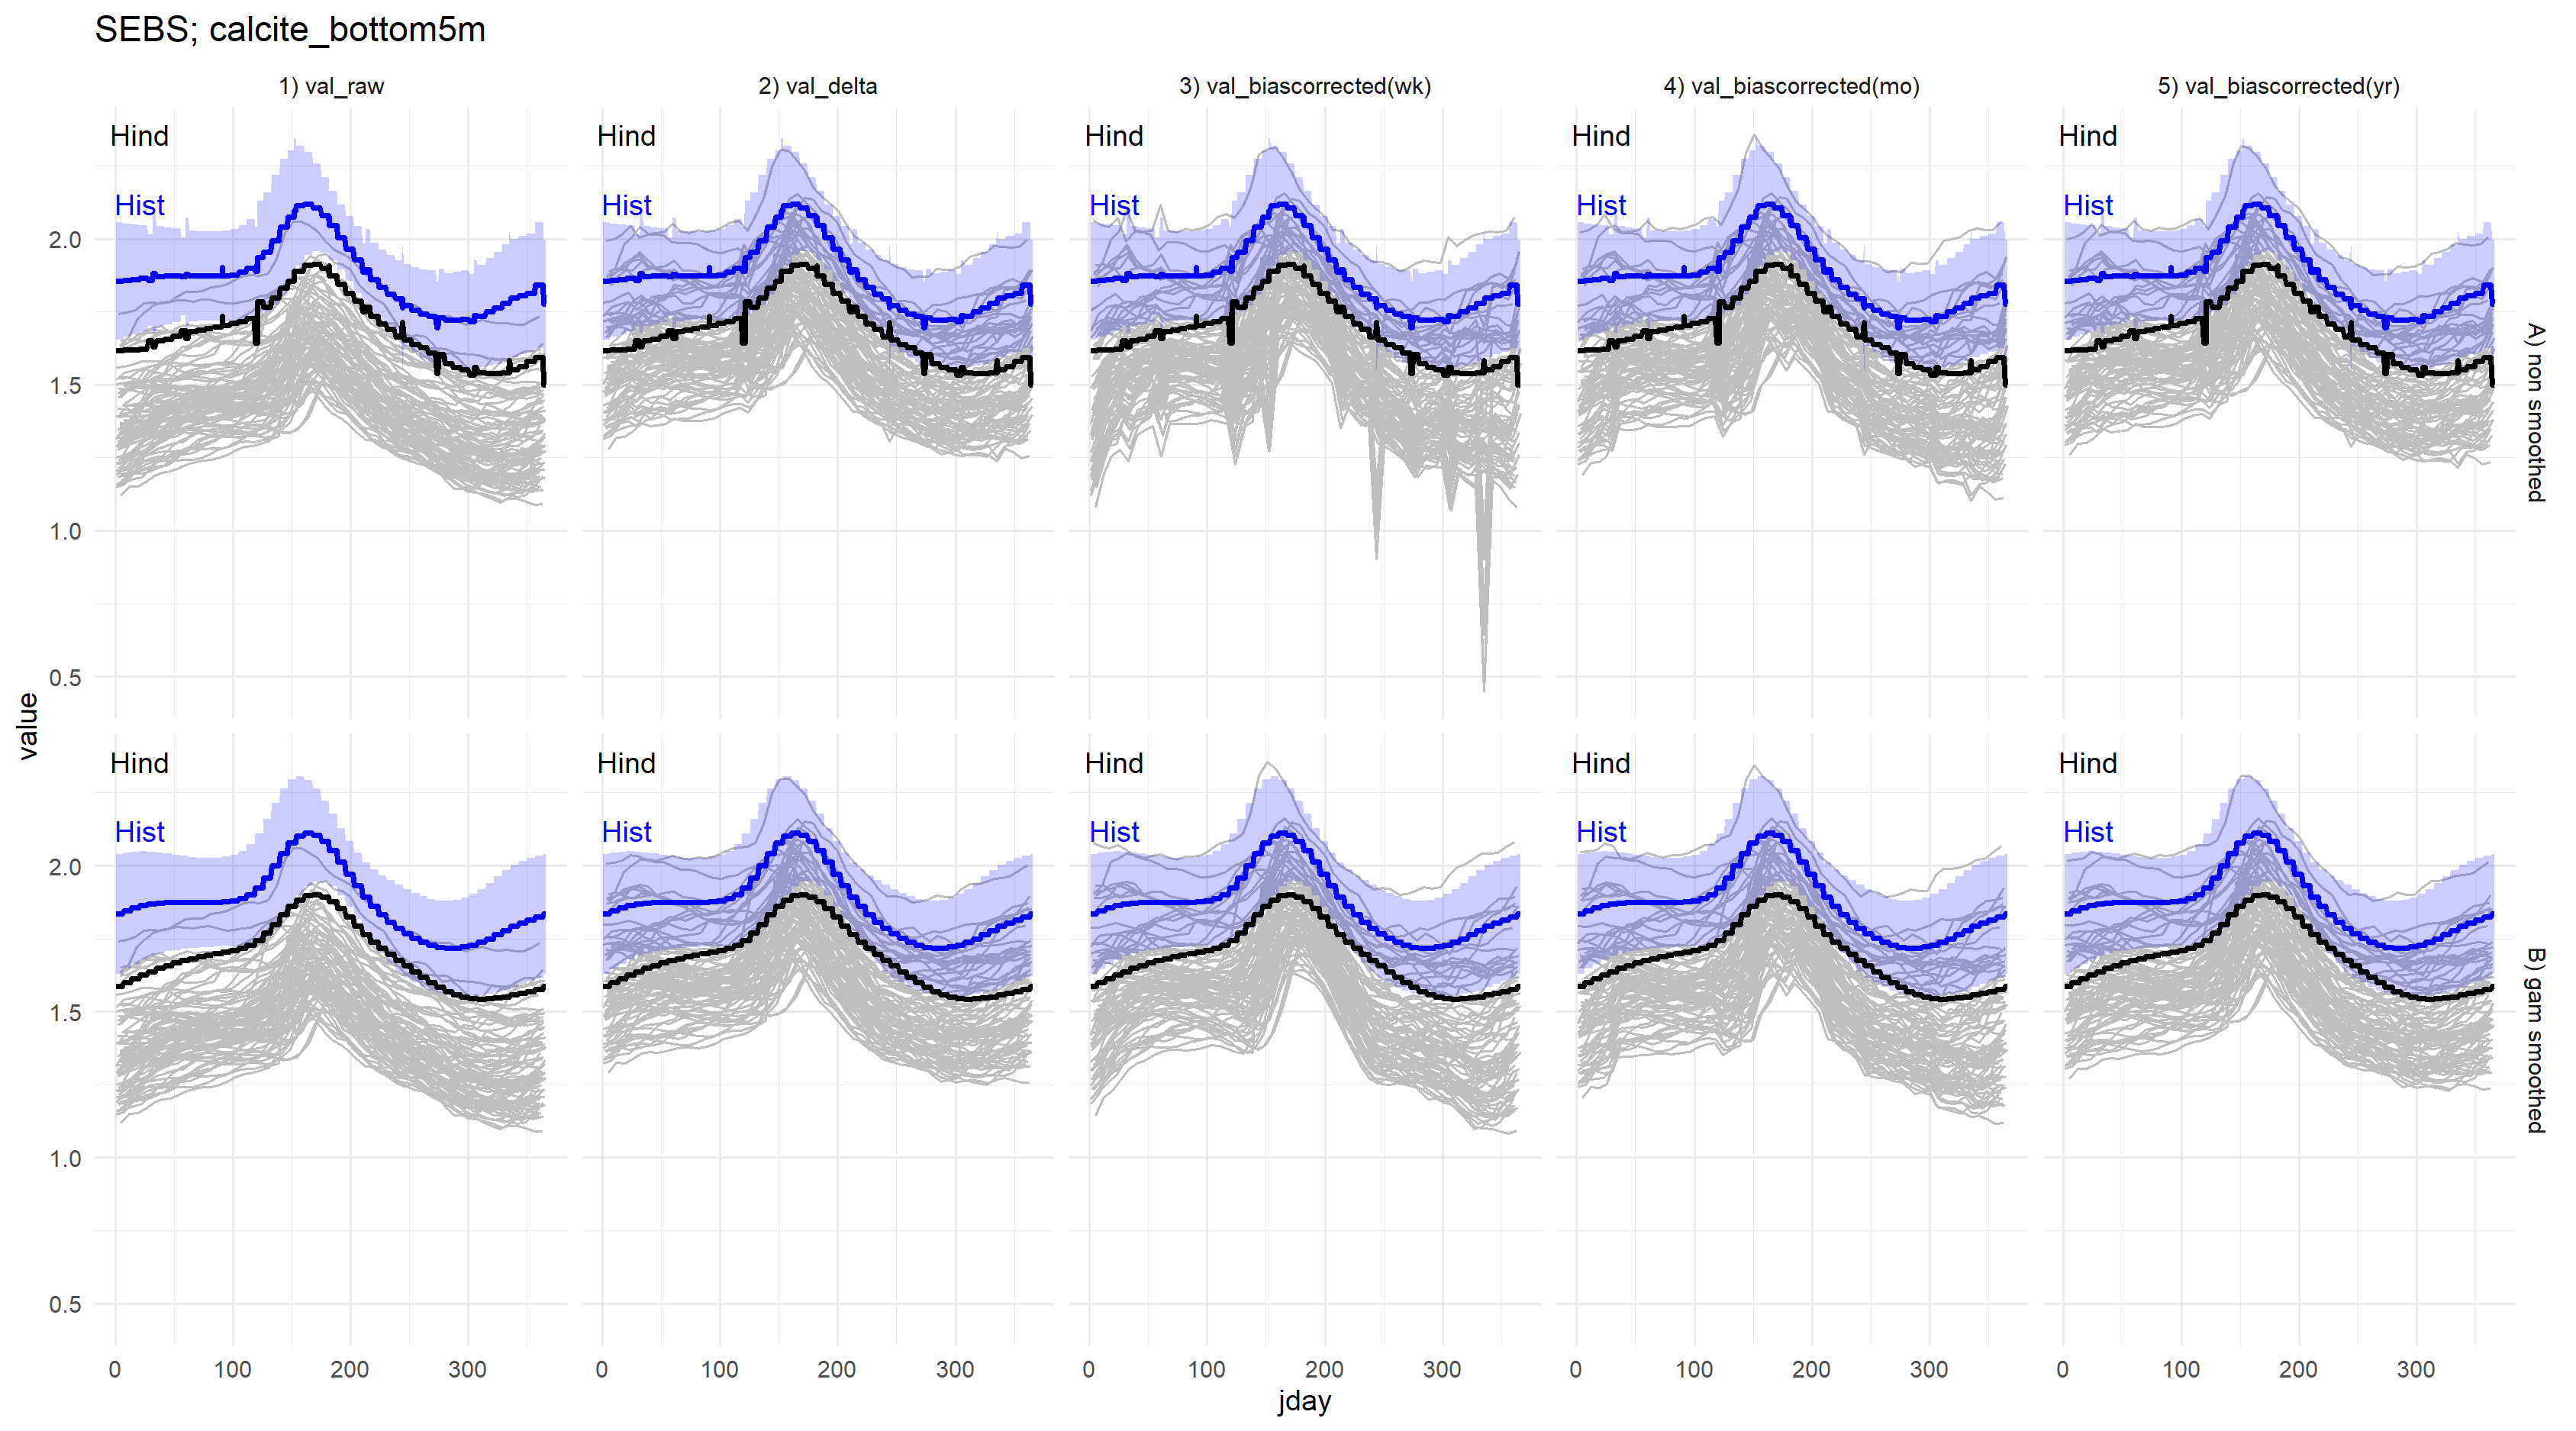 SEBS; calcite_bottom5m
1) val_raw
2) val_delta
3) val_biascorrected(wk)
4) val_biascorrected(mo)
5) val_biascorrected(yr)
Hind
Hind
Hind
Hind
Hind
Hist
Hist
Hist
Hist
Hist
2.0
1.5
1.0
0.5
A) non smoothed
value
Hind
Hind
Hind
Hind
Hind
Hist
Hist
Hist
Hist
Hist
2.0
1.5
1.0
0.5
B) gam smoothed
0 100 200 300
0 100 200 300
0 100 200 300
0 100 200 300
0 100 200 300
jday